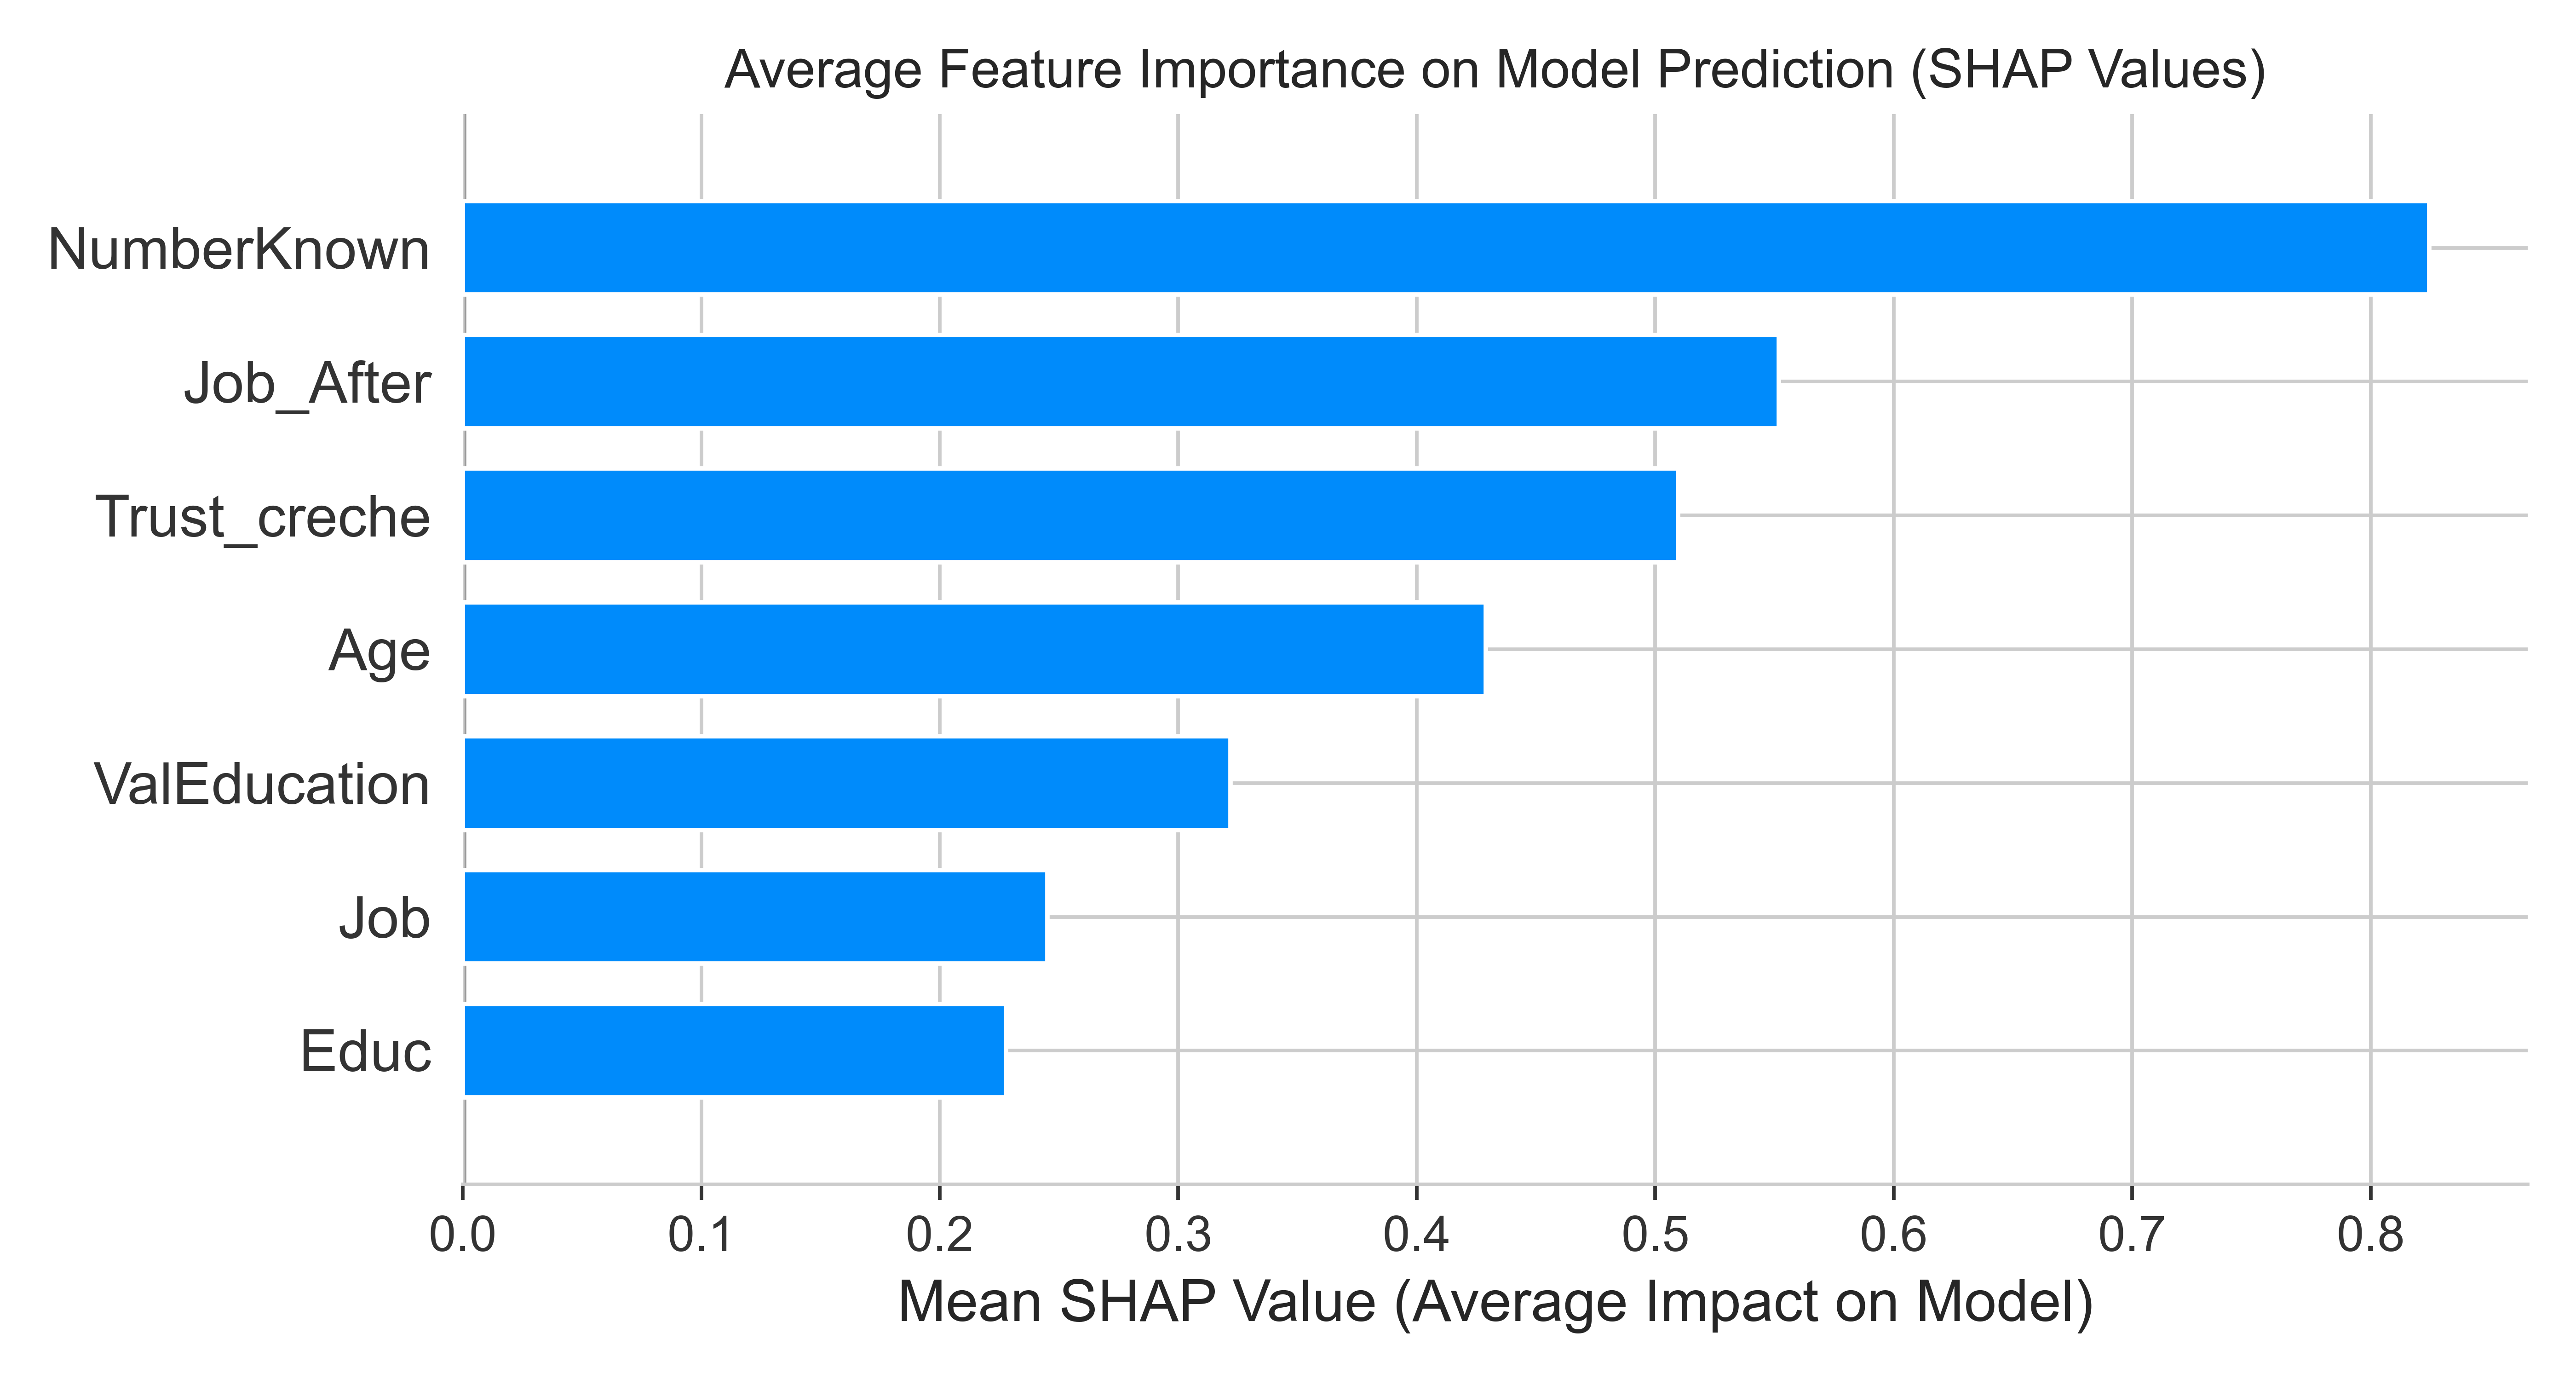 Average Feature Importance on Model Prediction (SHAP Values)
NumberKnown
Job_After
Trust_creche
Age
ValEducation
Job
Educ
0.0 0.1 0.2 0.3 0.4 0.5 0.6 0.7 0.8
Mean SHAP Value (Average Impact on Model)